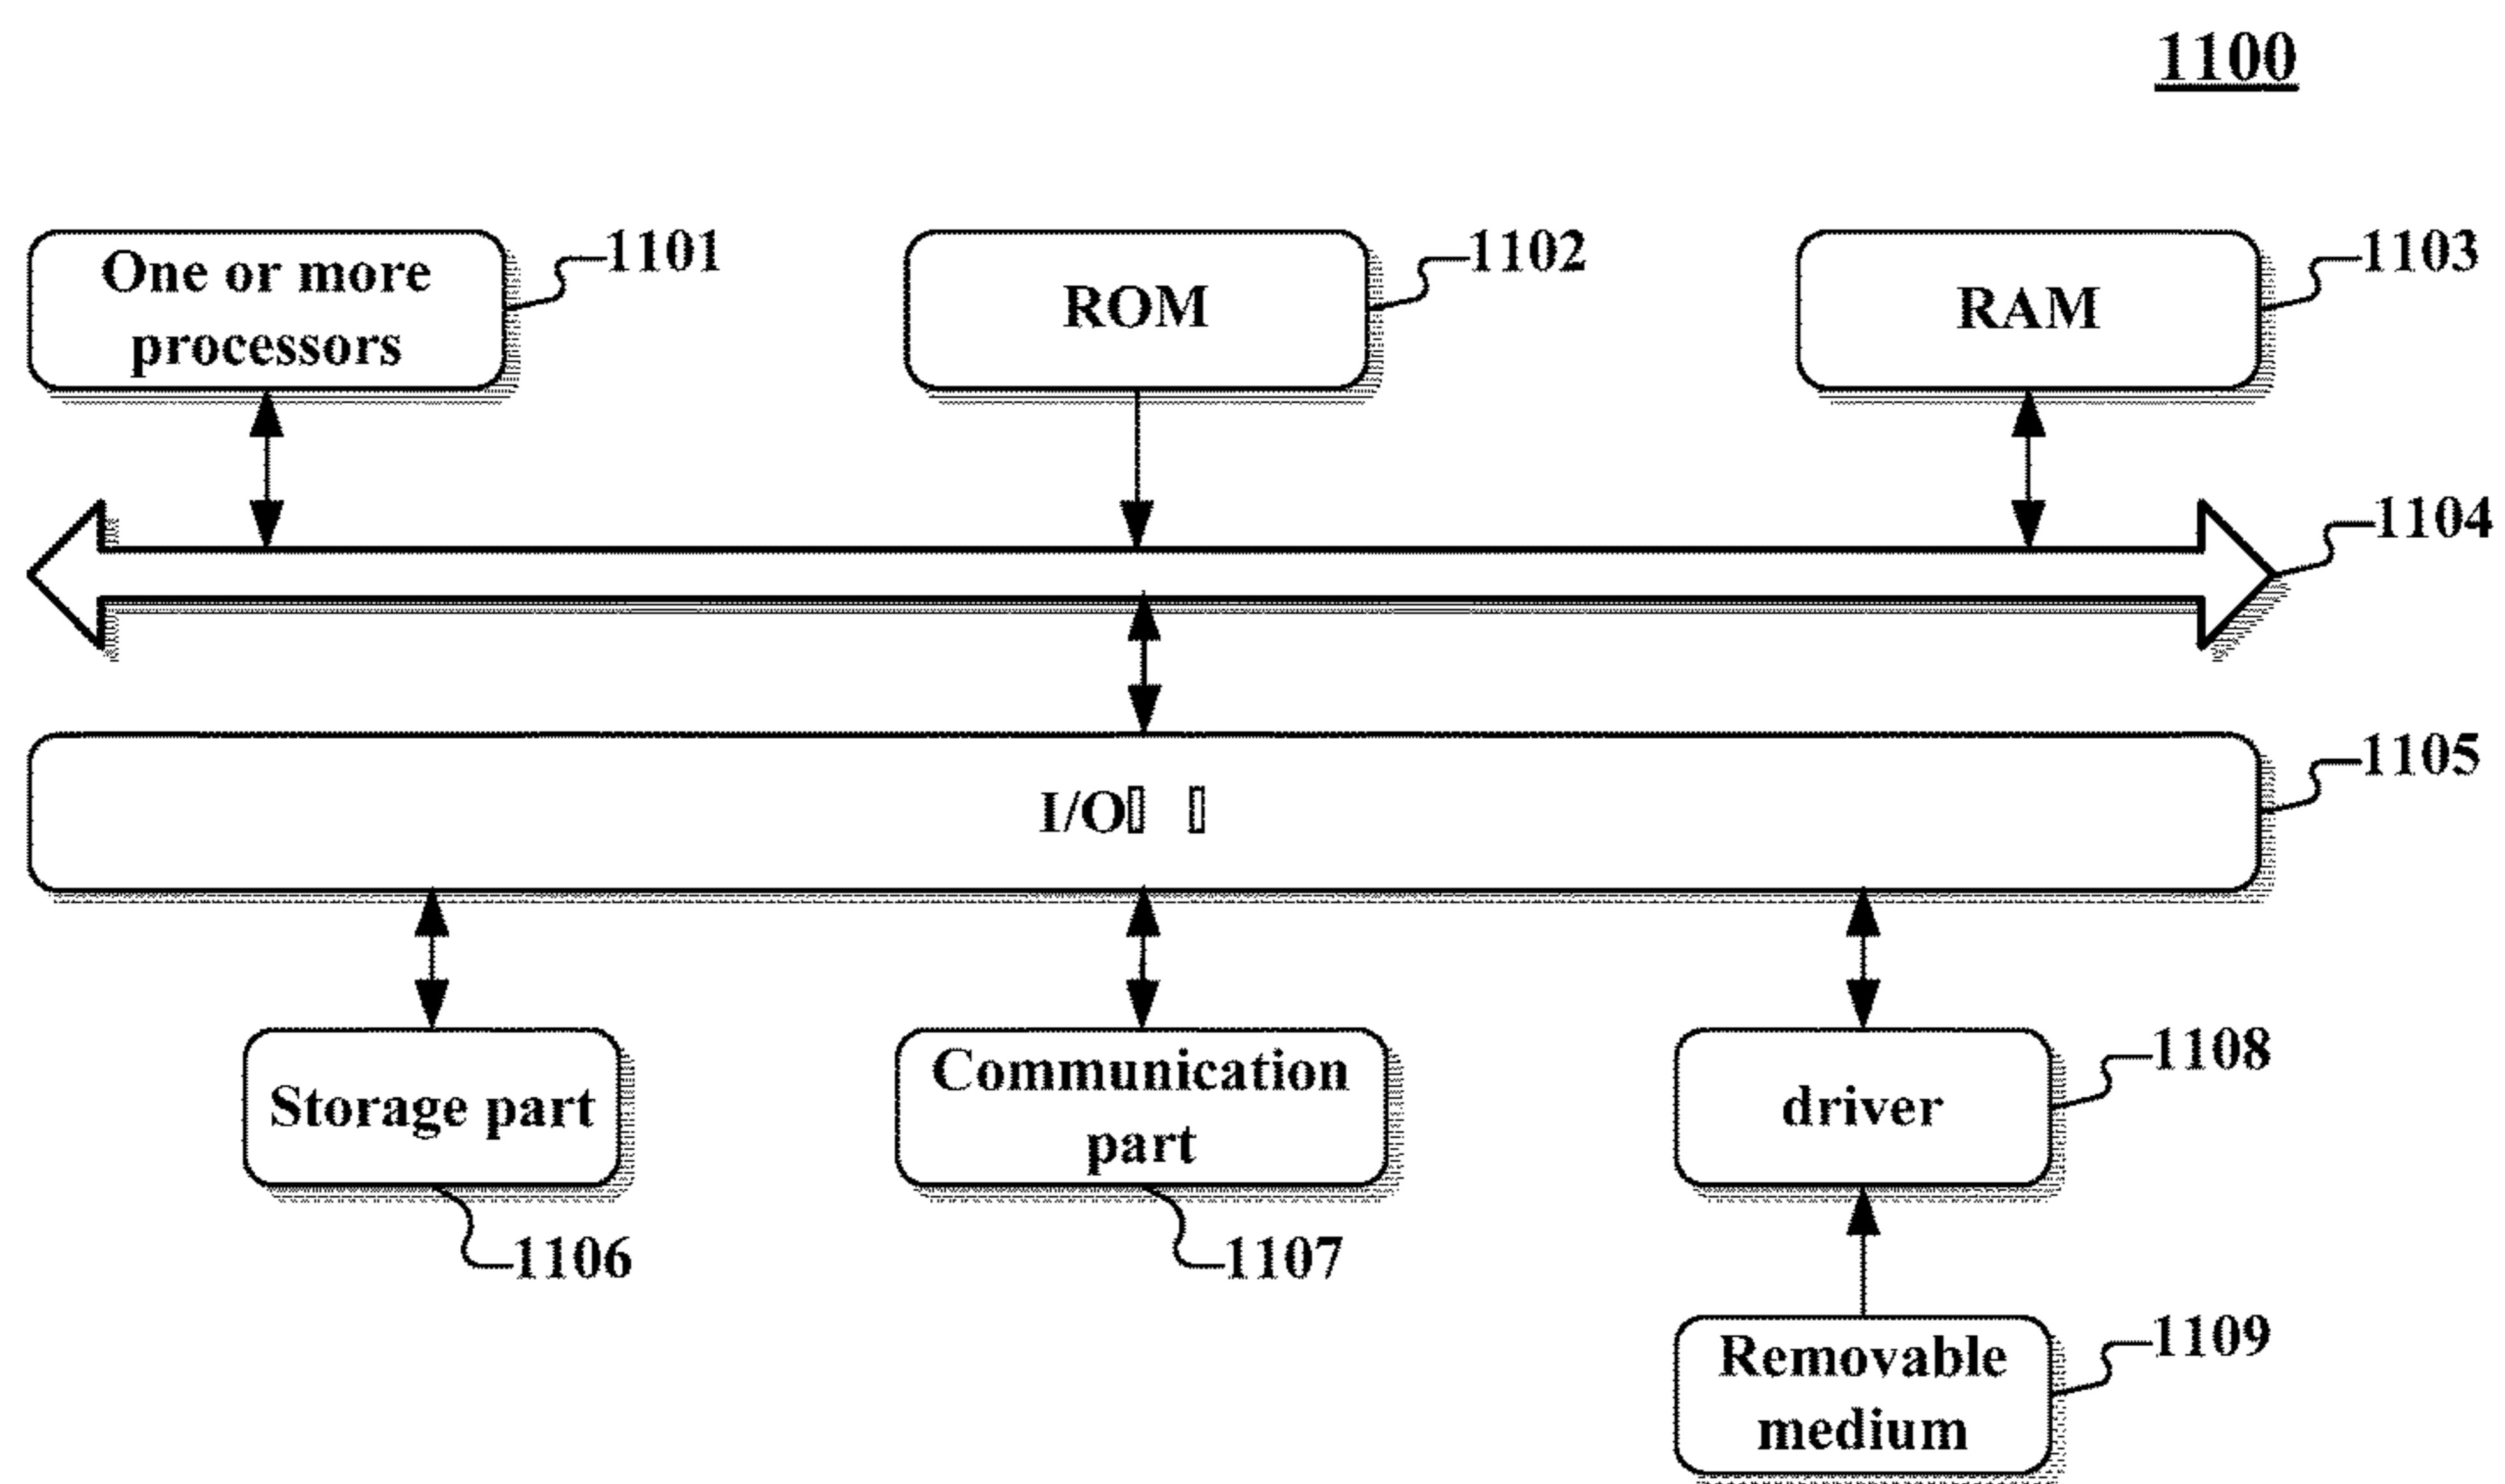 1100
One or more
processors
1101
ROM
1102
RAM
1103
1104
I/O
1105
Storage part
1106
Communication
part
1107
driver
1108
Removable
medium
1109